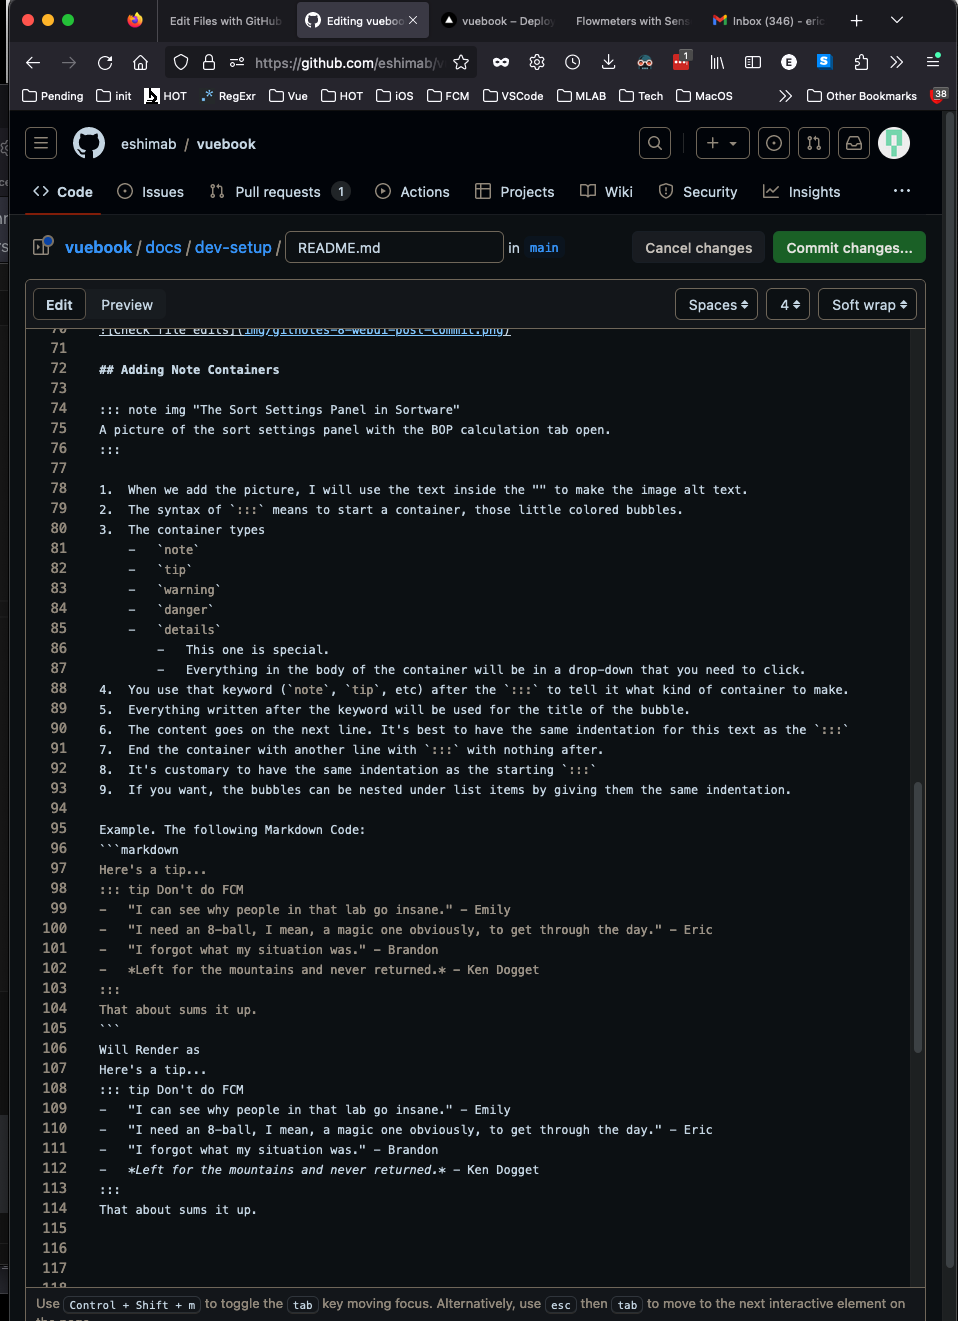 Edit Files with GitHub
Editing vueboo
vuebook – Deploy
Flowmeters with Sens
Inbox (346) - eric
https://github.com/eshimab/v
1
Pending
init
HOT
RegExr
Vue
HOT
iOS
FCM
VSCode
MLAB
Tech
MacOS
Other Bookmarks
38
eshimab / vuebook
Code
Issues
Pull requests 1
Actions
Projects
Wiki
Security
Insights
vuebook / docs / dev-setup / README.md in main
Cancel changes
Commit changes...
Edit
Preview
Spaces
4
Soft wrap
70 ![Check file edits](img/gitnotes-8-webui-post-commit.png)
71
72 ## Adding Note Containers
73
74 ::: note img "The Sort Settings Panel in Sortware"
75 A picture of the sort settings panel with the BOP calculation tab open.
76 :::
77
78 1. When we add the picture, I will use the text inside the "" to make the image alt text.
79 2. The syntax of `:::` means to start a container, those little colored bubbles.
80 3. The container types
81 - `note`
82 - `tip`
83 - `warning`
84 - `danger`
85 - `details`
86 - This one is special.
87 - Everything in the body of the container will be in a drop-down that you need to click.
88 4. You use that keyword (`note`, `tip`, etc) after the `:::` to tell it what kind of container to make.
89 5. Everything written after the keyword will be used for the title of the bubble.
90 6. The content goes on the next line. It's best to have the same indentation for this text as the `:::`
91 7. End the container with another line with `:::` with nothing after.
92 8. It's customary to have the same indentation as the starting `:::`
93 9. If you want, the bubbles can be nested under list items by giving them the same indentation.
94
95 Example. The following Markdown Code:
96 ```markdown
97 Here's a tip...
98 ::: tip Don't do FCM
99 - "I can see why people in that lab go insane." - Emily
100 - "I need an 8-ball, I mean, a magic one obviously, to get through the day." - Eric
101 - "I forgot what my situation was." - Brandon
102 - *Left for the mountains and never returned.* - Ken Dogget
103 :::
104 That about sums it up.
105 ```
106 Will Render as
107 Here's a tip...
108 ::: tip Don't do FCM
109 - "I can see why people in that lab go insane." - Emily
110 - "I need an 8-ball, I mean, a magic one obviously, to get through the day." - Eric
111 - "I forgot what my situation was." - Brandon
112 - *Left for the mountains and never returned.* - Ken Dogget
113 :::
114 That about sums it up.
115
116
117
118
Use Control + Shift + m to toggle the tab key moving focus. Alternatively, use esc then tab to move to the next interactive element on
the page.